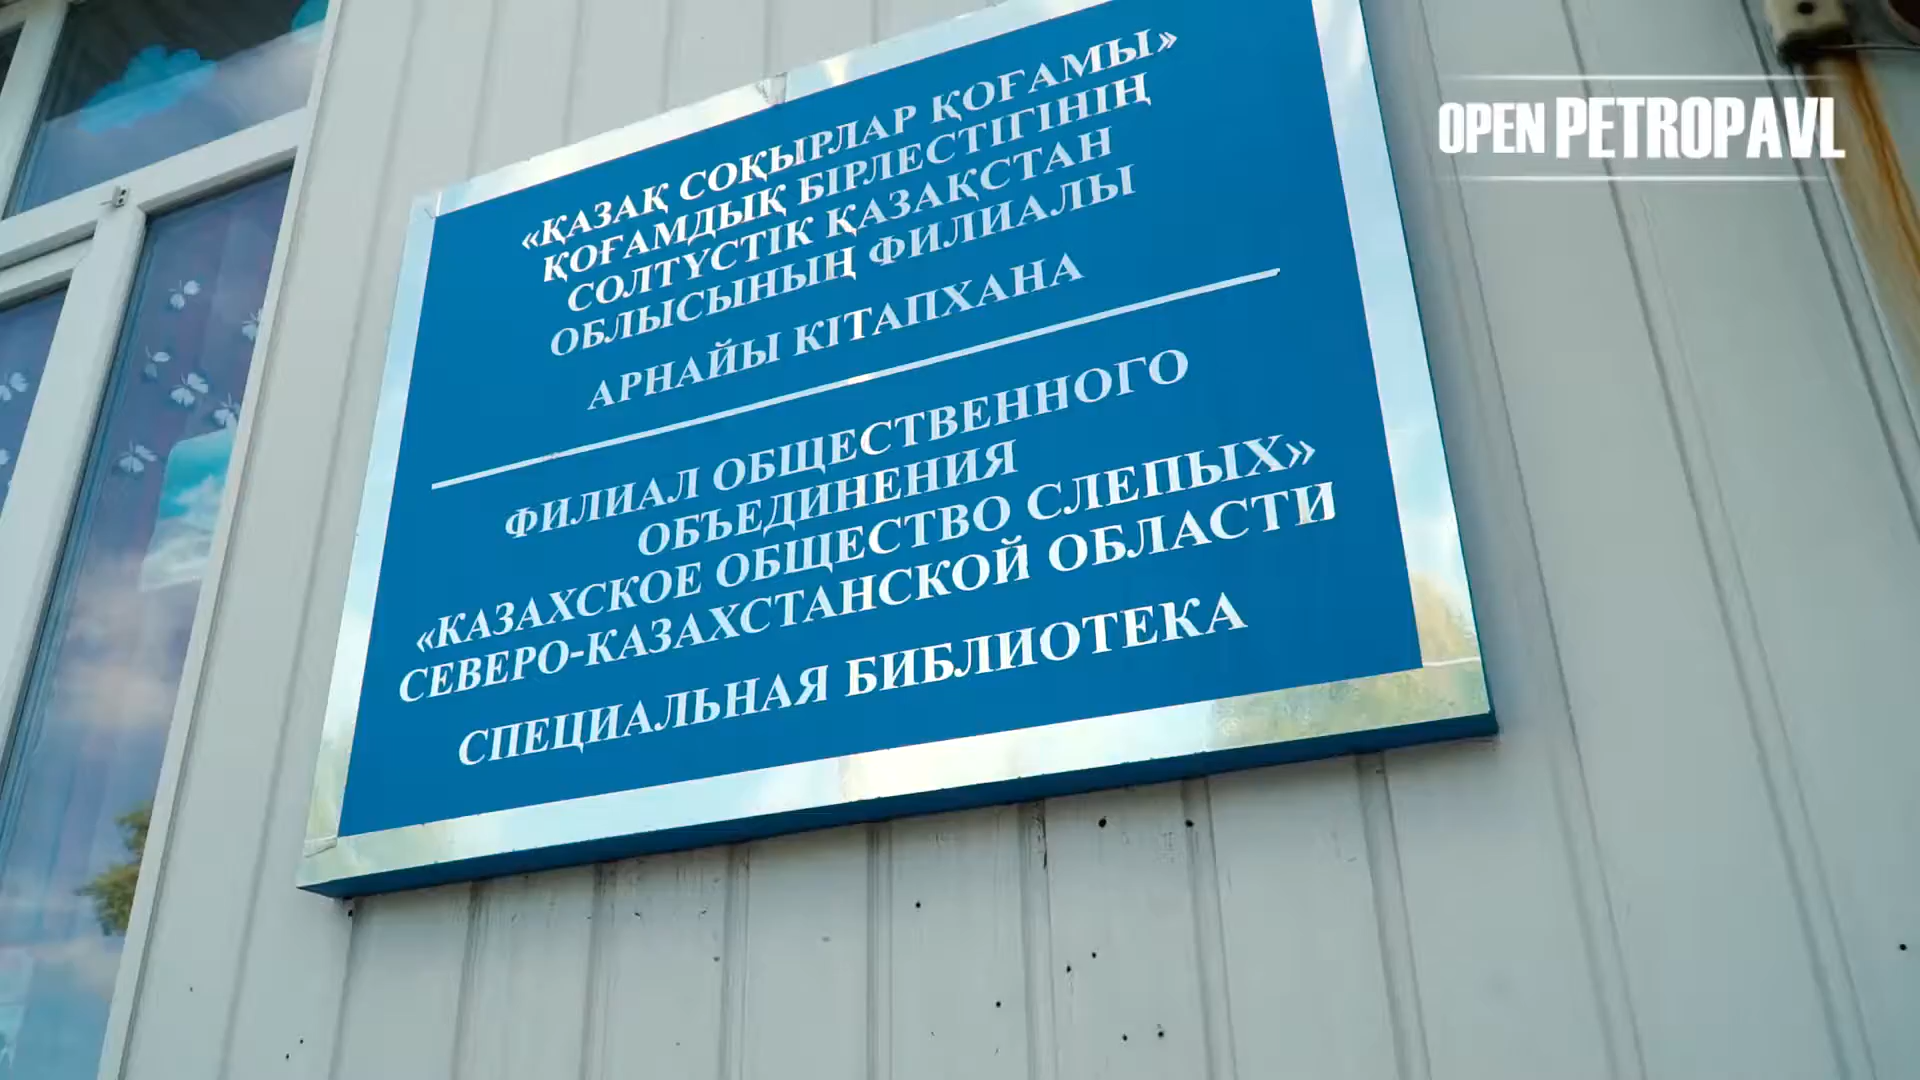 OPEN PETROPAVL
«ҚАЗАҚ СОҚЫРЛАР ҚОҒАМЫ»
ҚОҒАМДЫҚ БІРЛЕСТІГІНІҢ
СОЛТҮСТІК ҚАЗАҚСТАН
ОБЛЫСЫНЫҢ ФИЛИАЛЫ
АРНАЙЫ КІТАПХАНА
ФИЛИАЛ ОБЩЕСТВЕННОГО
ОБЪЕДИНЕНИЯ
«КАЗАХСКОЕ ОБЩЕСТВО СЛЕПЫХ»
СЕВЕРО-КАЗАХСТАНСКОЙ ОБЛАСТИ
СПЕЦИАЛЬНАЯ БИБЛИОТЕКА